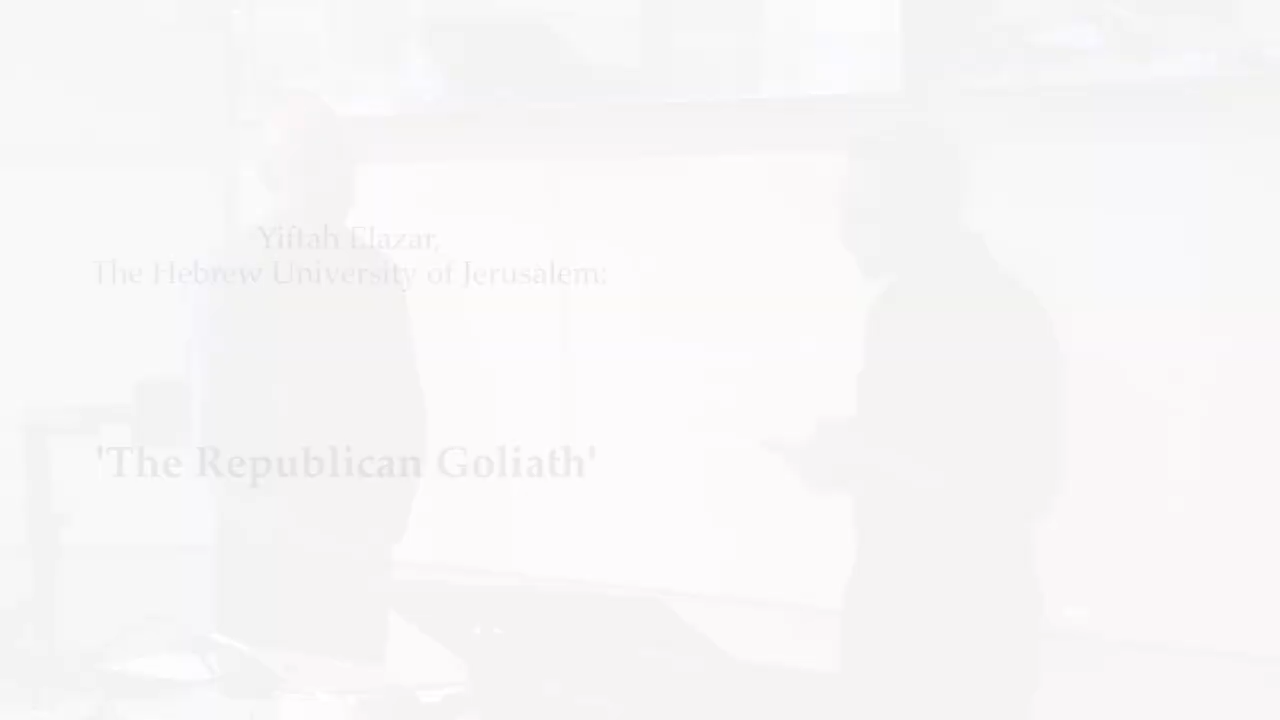 Yiftah Elazar,
The Hebrew University of Jerusalem:
'The Republican Goliath'